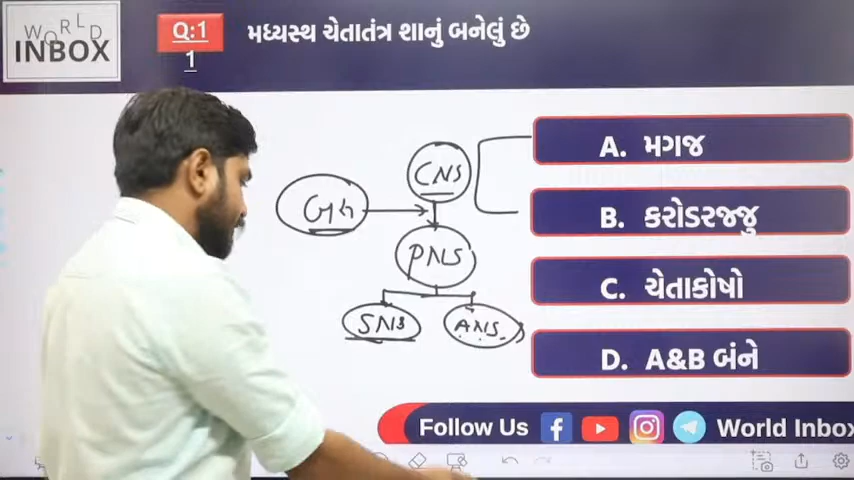 WORLD
INBOX
Q:1
1
મધ્યસ્થ ચેતાતંત્ર શાનું બનેલું છે
CNS
PNS
SNS
ANS
A. મગજ
B. કરોડરજ્જુ
C. ચેતાકોષો
D. A&B બંને
Follow Us
World Inbox